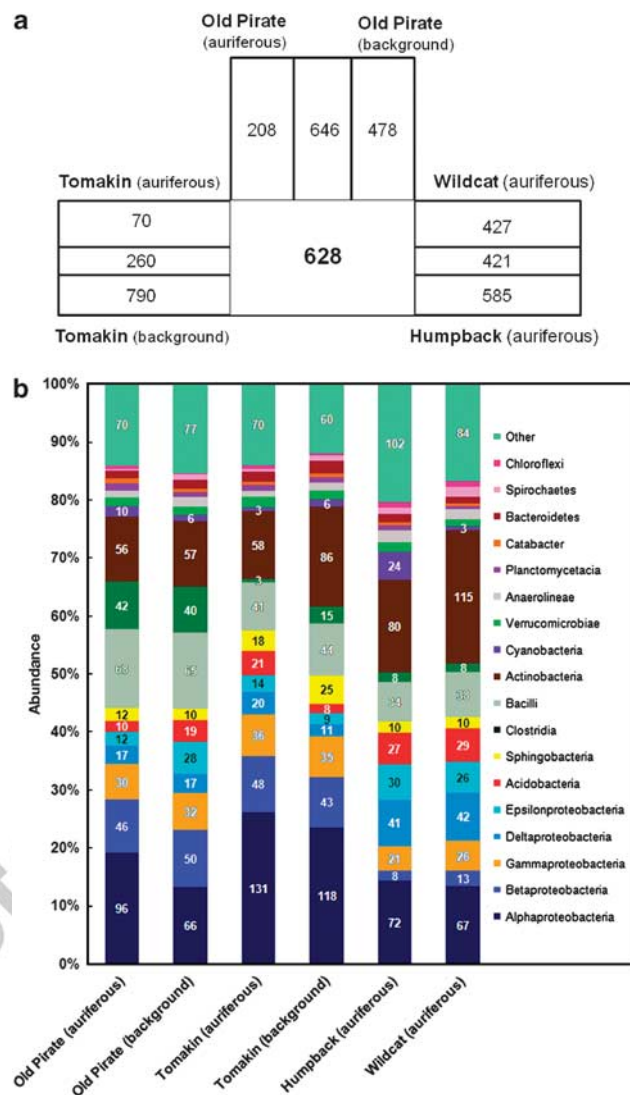 a
Old Pirate
(auriferous)
Old Pirate
(background)
208 646 478
Tomakin (auriferous)
Wildcat (auriferous)
70
260
790
628
427
421
585
Tomakin (background)
Humpback (auriferous)
b
Abundance
100%
90%
80%
70%
60%
50%
40%
30%
20%
10%
0%
70 77 70 60 102 84
10 6 3 6 24 3
56 57 58 86 80 115
42 40 3 15 8 8
41 44 34
12 10 18 25 10 10
10 19 21 8 27 29
12 28 14 9 30 26
17 17 20 11 41 42
30 32 36 35 21 26
46 50 48 43 8 13
96 66 131 118 72 67
Other
Chloroflexi
Spirochaetes
Bacteroidetes
Catabacter
Planctomycetacia
Anaerolineae
Verrucomicrobiae
Cyanobacteria
Actinobacteria
Bacilli
Clostridia
Sphingobacteria
Acidobacteria
Epsilonproteobacteria
Deltaproteobacteria
Gammaproteobacteria
Betaproteobacteria
Alphaproteobacteria
Old Pirate (auriferous)
Old Pirate (background)
Tomakin (auriferous)
Tomakin (background)
Humpback (auriferous)
Wildcat (auriferous)